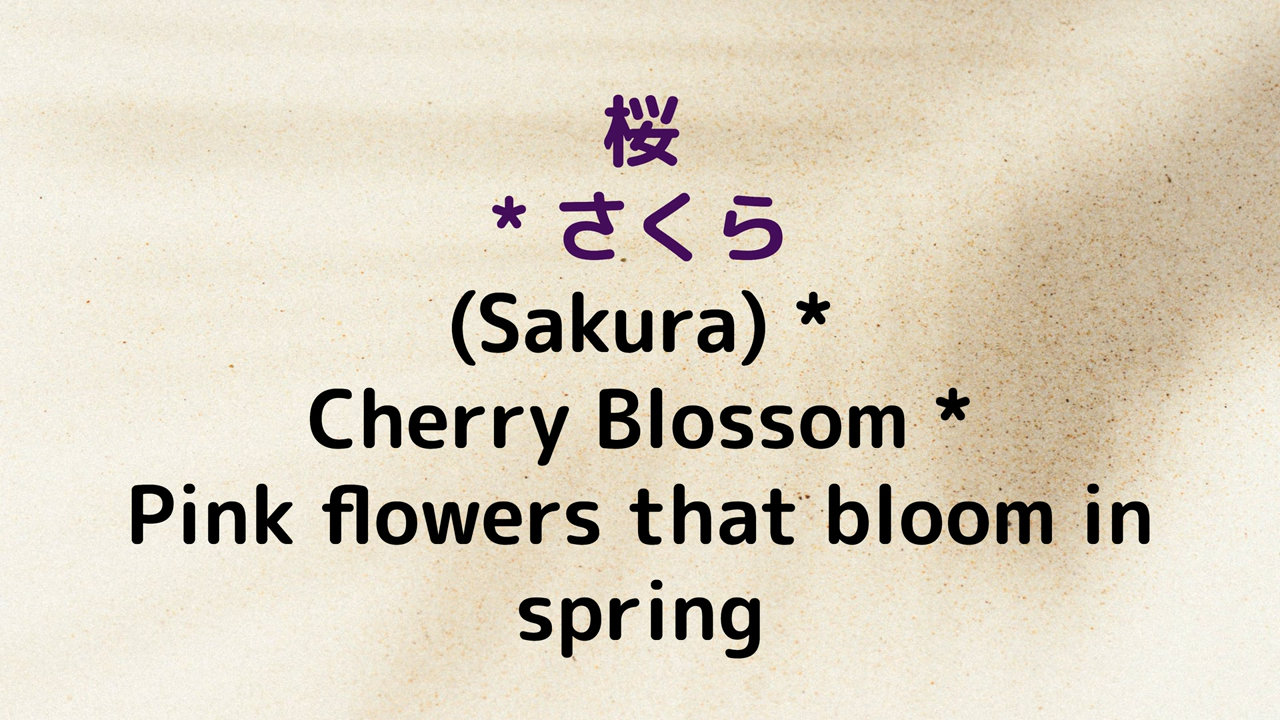 桜
* さくら
(Sakura) *
Cherry Blossom *
Pink flowers that bloom in
spring